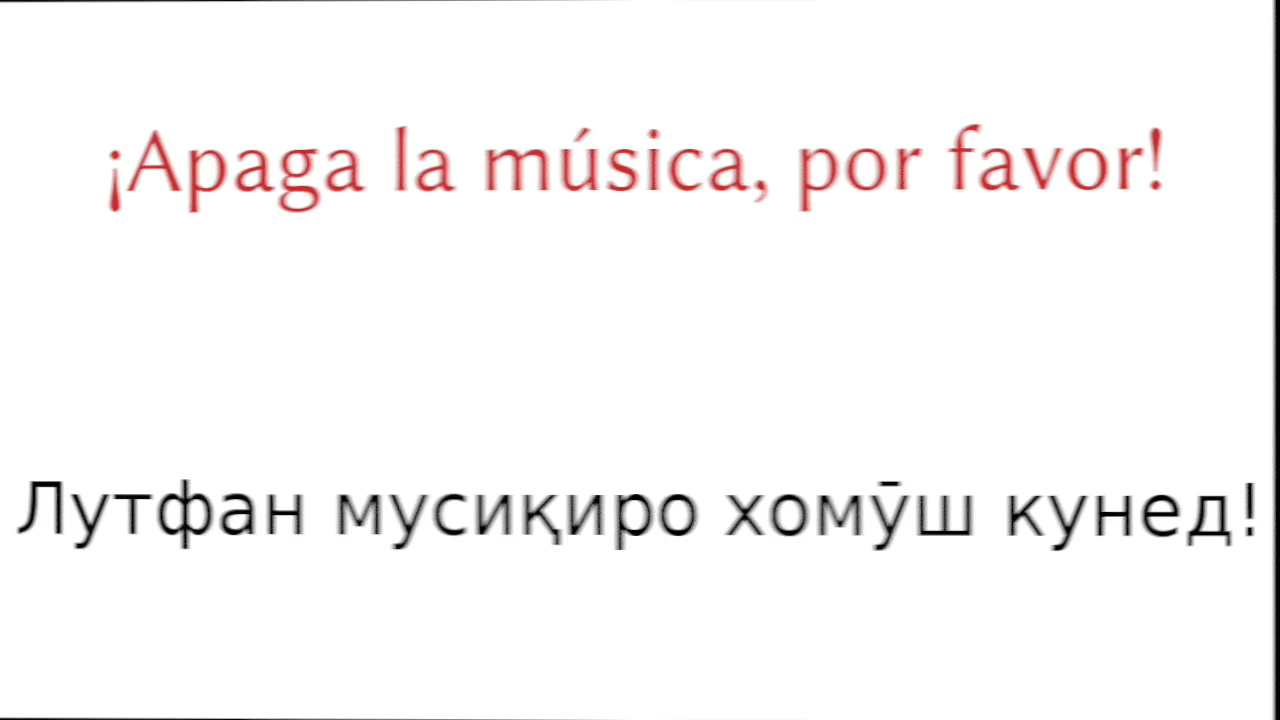 ¡Apaga la música, por favor!
Лутфан мусиқиро хомӯш кунед!